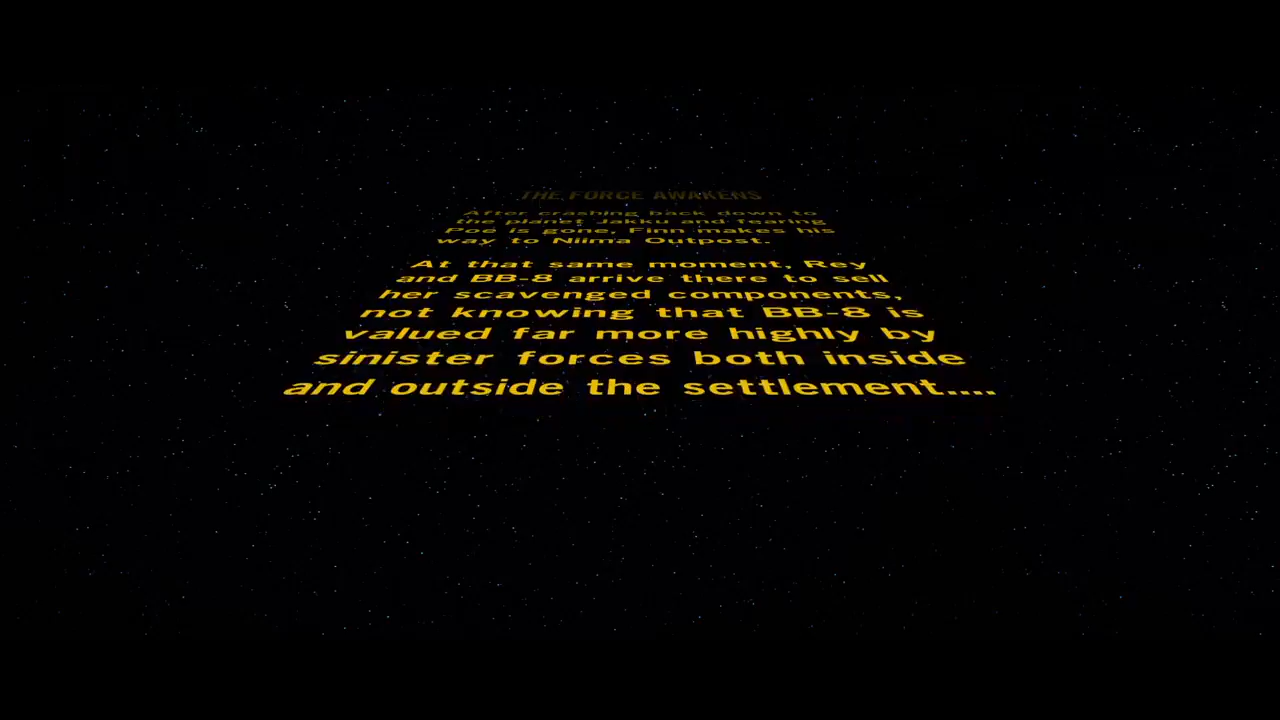 THE FORCE AWAKENS
After crashing back down to
the planet Jakku and fearing
Poe is gone, Finn makes his
way to Niima Outpost.
At that same moment, Rey
and BB-8 arrive there to sell
her scavenged components,
not knowing that BB-8 is
valued far more highly by
sinister forces both inside
and outside the settlement....